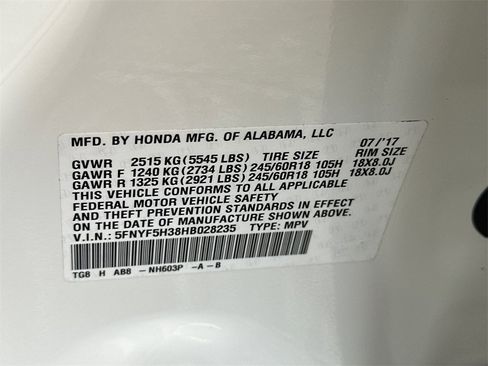 MFD. BY HONDA MFG. OF ALABAMA, LLC 07/'17
GVWR 2515 KG (5545 LBS) TIRE SIZE RIM SIZE
GAWR F 1240 KG (2734 LBS) 245/60R18 105H 18X8.0J
GAWR R 1325 KG (2921 LBS) 245/60R18 105H 18X8.0J
THIS VEHICLE CONFORMS TO ALL APPLICABLE
FEDERAL MOTOR VEHICLE SAFETY
AND THEFT PREVENTION STANDARDS IN EFFECT
ON THE DATE OF MANUFACTURE SHOWN ABOVE.
V.I.N.: 5FNYF5H38HB028235 TYPE: MPV
TG8 H AB8 -NH603P -A-B